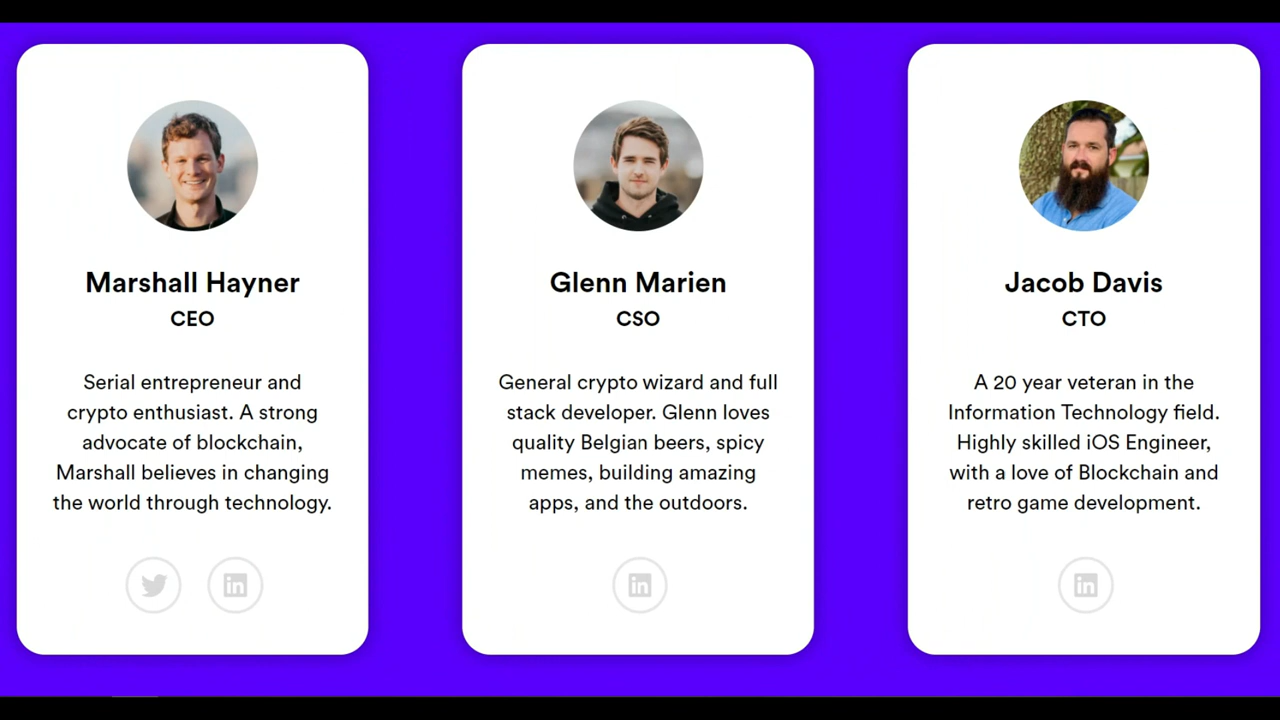 Marshall Hayner
CEO
Serial entrepreneur and
crypto enthusiast. A strong
advocate of blockchain,
Marshall believes in changing
the world through technology.
in
Glenn Marien
CSO
General crypto wizard and full
stack developer. Glenn loves
quality Belgian beers, spicy
memes, building amazing
apps, and the outdoors.
in
Jacob Davis
CTO
A 20 year veteran in the
Information Technology field.
Highly skilled iOS Engineer,
with a love of Blockchain and
retro game development.
in